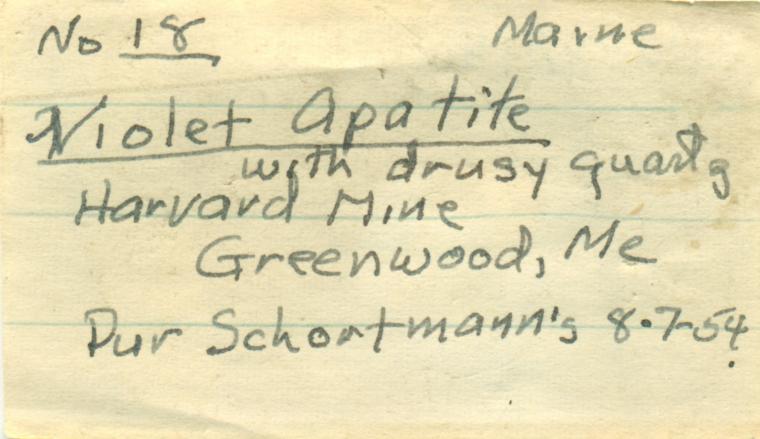 No 18 Maine
Violet Apatite
with drusy quartz
Harvard Mine
Greenwood, Me
Pur Schortmann's 8-7-54.